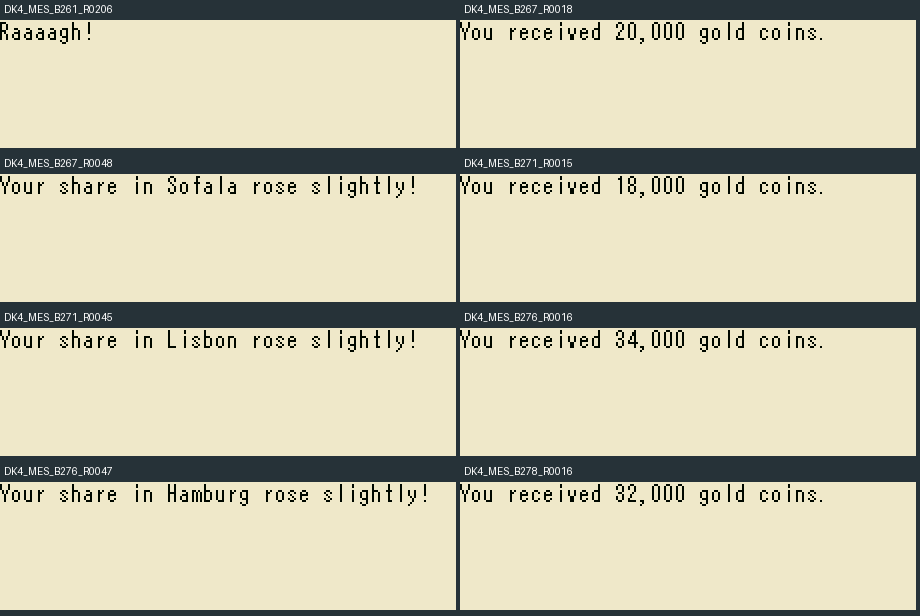 DK4_MES_B261_R0206
Raaaagh!
DK4_MES_B267_R0018
You received 20,000 gold coins.
DK4_MES_B267_R0048
Your share in Sofala rose slightly!
DK4_MES_B271_R0015
You received 18,000 gold coins.
DK4_MES_B271_R0045
Your share in Lisbon rose slightly!
DK4_MES_B276_R0016
You received 34,000 gold coins.
DK4_MES_B276_R0047
Your share in Hamburg rose slightly!
DK4_MES_B278_R0016
You received 32,000 gold coins.